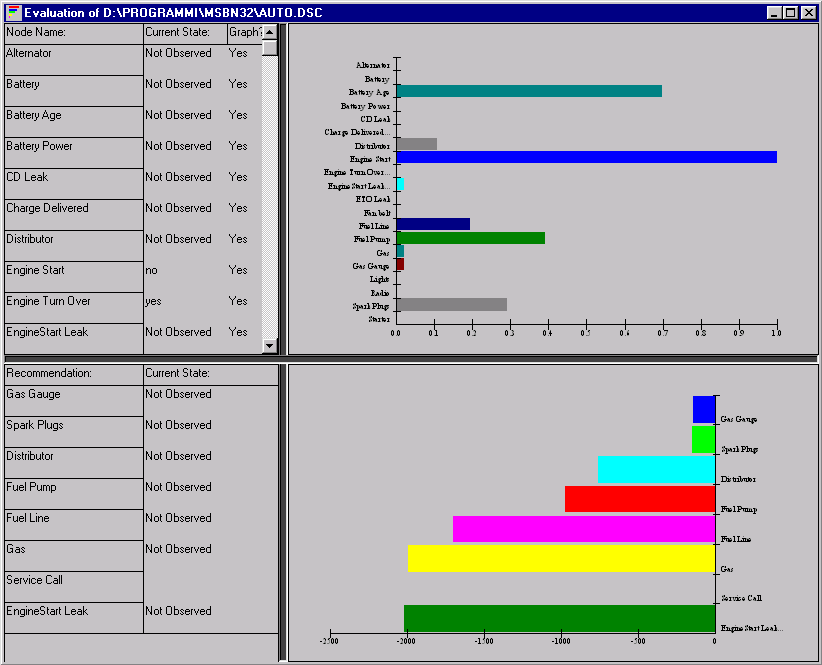 Evaluation of D:\PROGRAMMI\MSBN32\AUTO.DSC
Node Name: Current State: Graph?
Alternator Not Observed Yes
Battery Not Observed Yes
Battery Age Not Observed Yes
Battery Power Not Observed Yes
CD Leak Not Observed Yes
Charge Delivered Not Observed Yes
Distributor Not Observed Yes
Engine Start no Yes
Engine Turn Over yes Yes
EngineStart Leak Not Observed Yes
Alternator
Battery
Battery Age
Battery Power
CD Leak
Charge Delivered...
Distributor
Engine Start
Engine Turn Over...
Engine Start Leak...
ETO Leak
Fan belt
Fuel Line
Fuel Pump
Gas
Gas Gauge
Lights
Radio
Spark Plugs
Starter
0.0 0.1 0.2 0.3 0.4 0.5 0.6 0.7 0.8 0.9 1.0
Recommendation: Current State:
Gas Gauge Not Observed
Spark Plugs Not Observed
Distributor Not Observed
Fuel Pump Not Observed
Fuel Line Not Observed
Gas Not Observed
Service Call
EngineStart Leak Not Observed
Gas Gauge
Spark Plugs
Distributor
Fuel Pump
Fuel Line
Gas
Service Call
Engine Start Leak...
-2500 -2000 -1500 -1000 -500 0